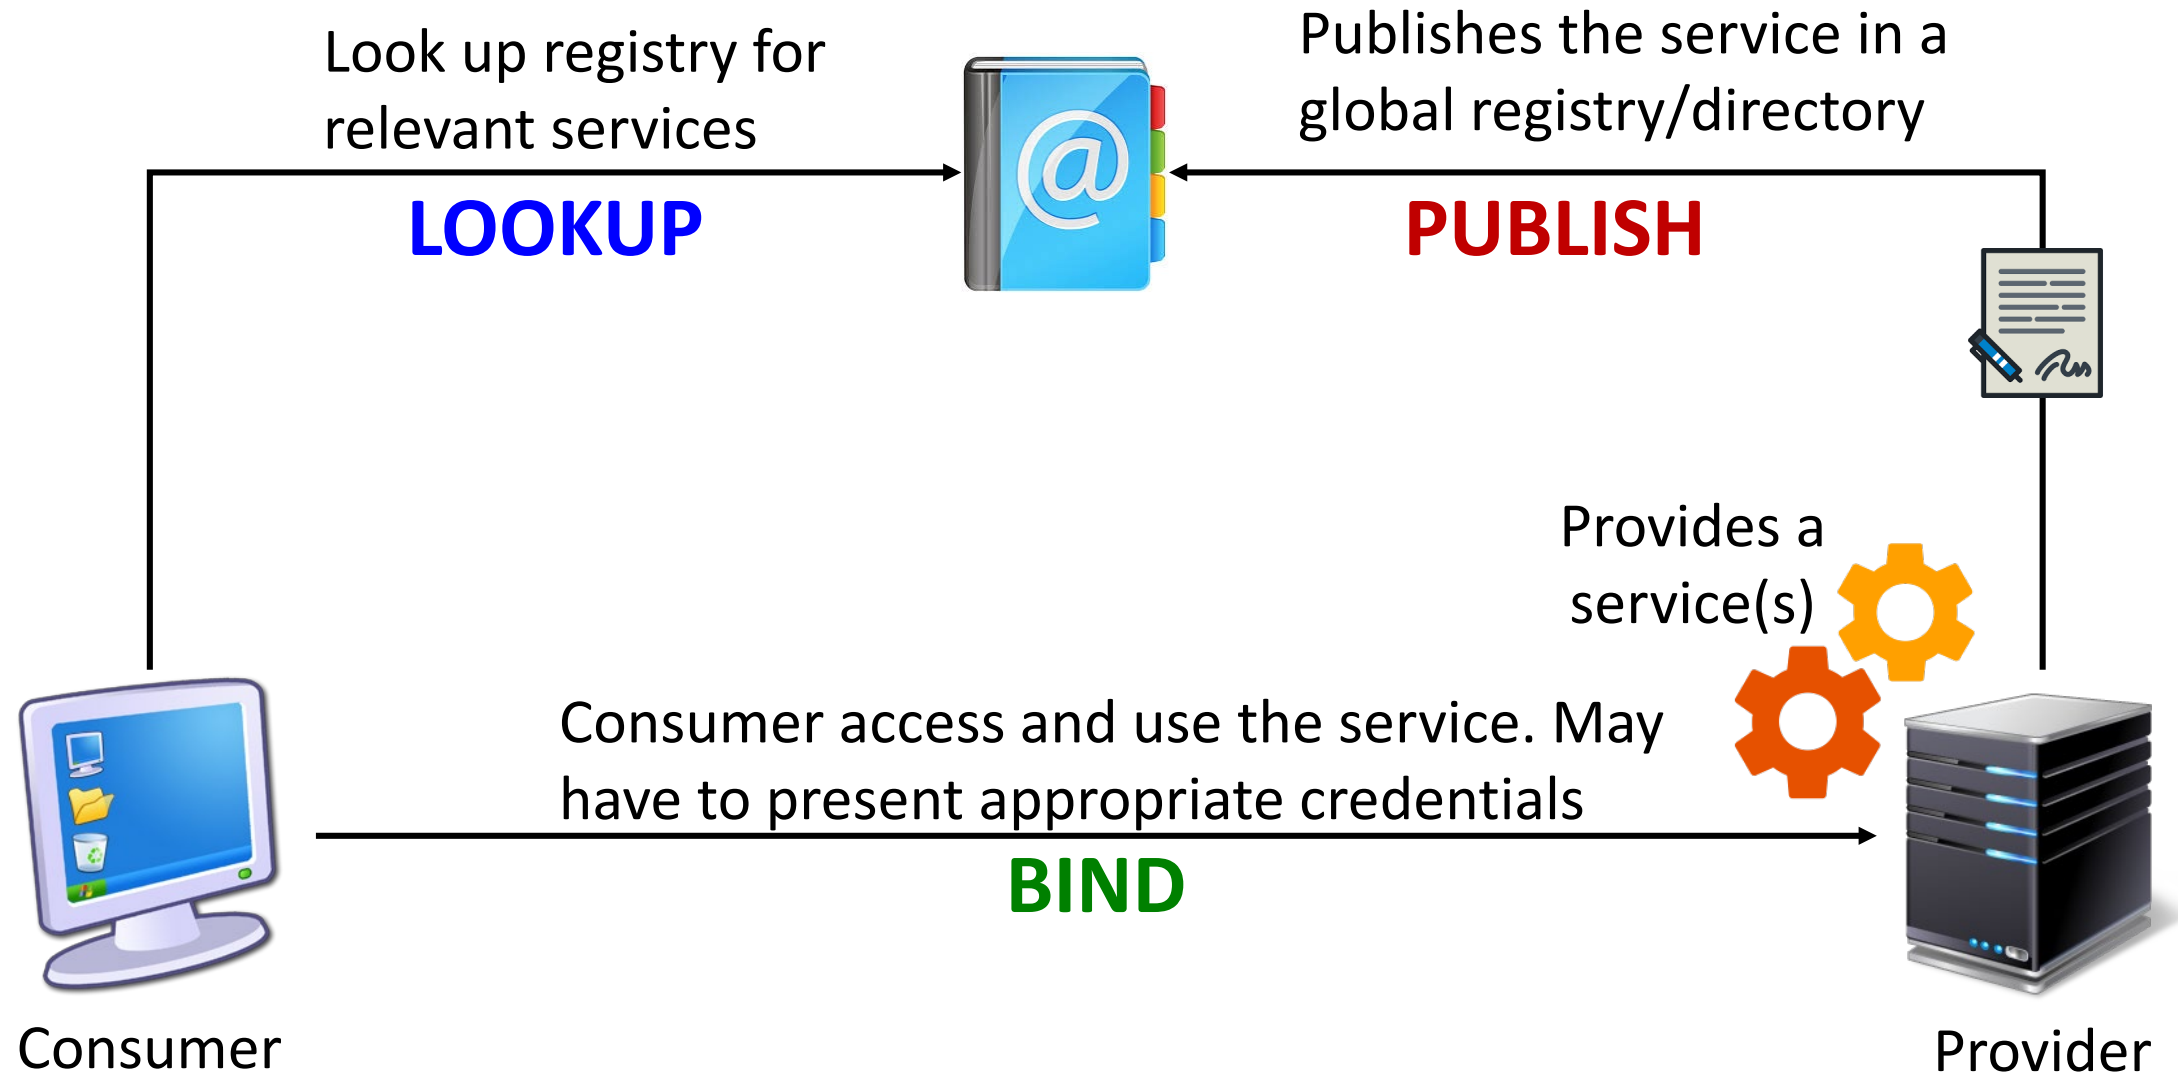 Look up registry for
relevant services
LOOKUP
@
Publishes the service in a
global registry/directory
PUBLISH
Provides a
service(s)
Consumer access and use the service. May
have to present appropriate credentials
BIND
Consumer
Provider